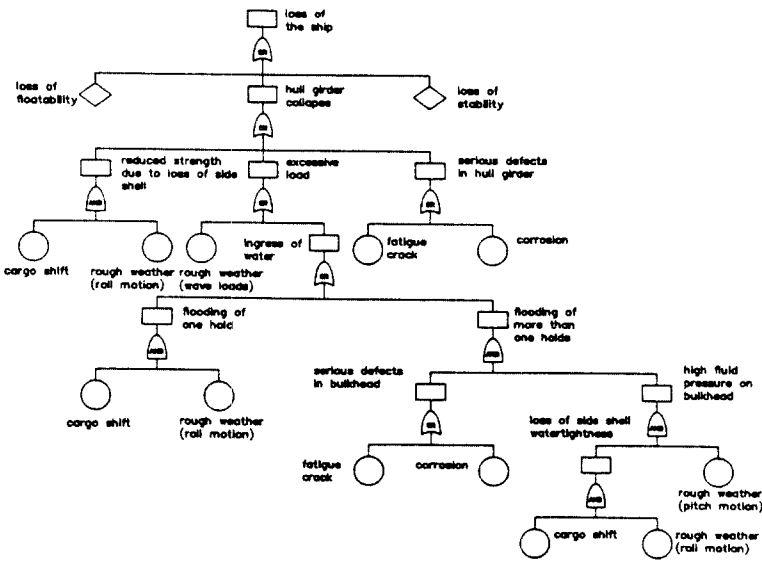 loss of
the ship
OR
loss of
floatability
hull girder
collapse
loss of
stability
OR
reduced strength
due to loss of side
shell
excessive
load
serious defects
in hull girder
AND
OR
OR
cargo shift
rough weather
(roll motion)
rough weather
(wave loads)
ingress of
water
fatigue
crack
corrosion
OR
flooding of
one hold
flooding of
more than
one holds
AND
AND
cargo shift
rough weather
(roll motion)
serious defects
in bulkhead
high fluid
pressure on
bulkhead
OR
AND
fatigue
crack
corrosion
loss of side shell
watertightness
rough weather
(pitch motion)
AND
cargo shift
rough weather
(roll motion)